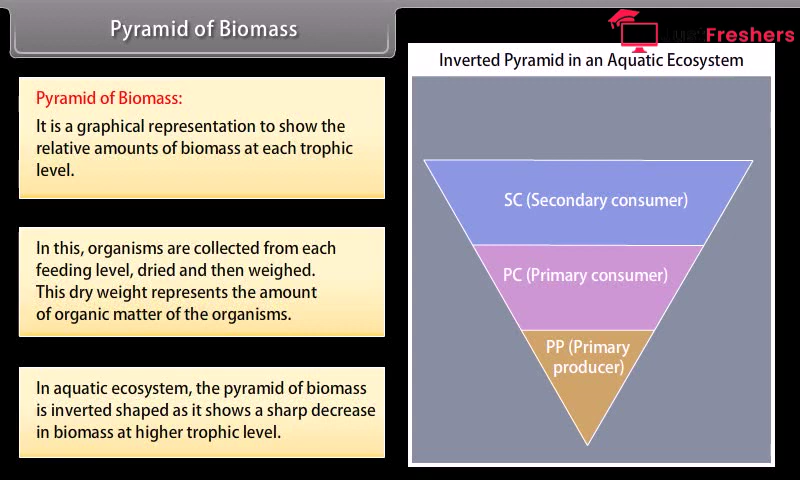 Pyramid of Biomass
Freshers
Inverted Pyramid in an Aquatic Ecosystem
Pyramid of Biomass:
It is a graphical representation to show the
relative amounts of biomass at each trophic
level.
In this, organisms are collected from each
feeding level, dried and then weighed.
This dry weight represents the amount
of organic matter of the organisms.
In aquatic ecosystem, the pyramid of biomass
is inverted shaped as it shows a sharp decrease
in biomass at higher trophic level.
SC (Secondary consumer)
PC (Primary consumer)
PP (Primary
producer)